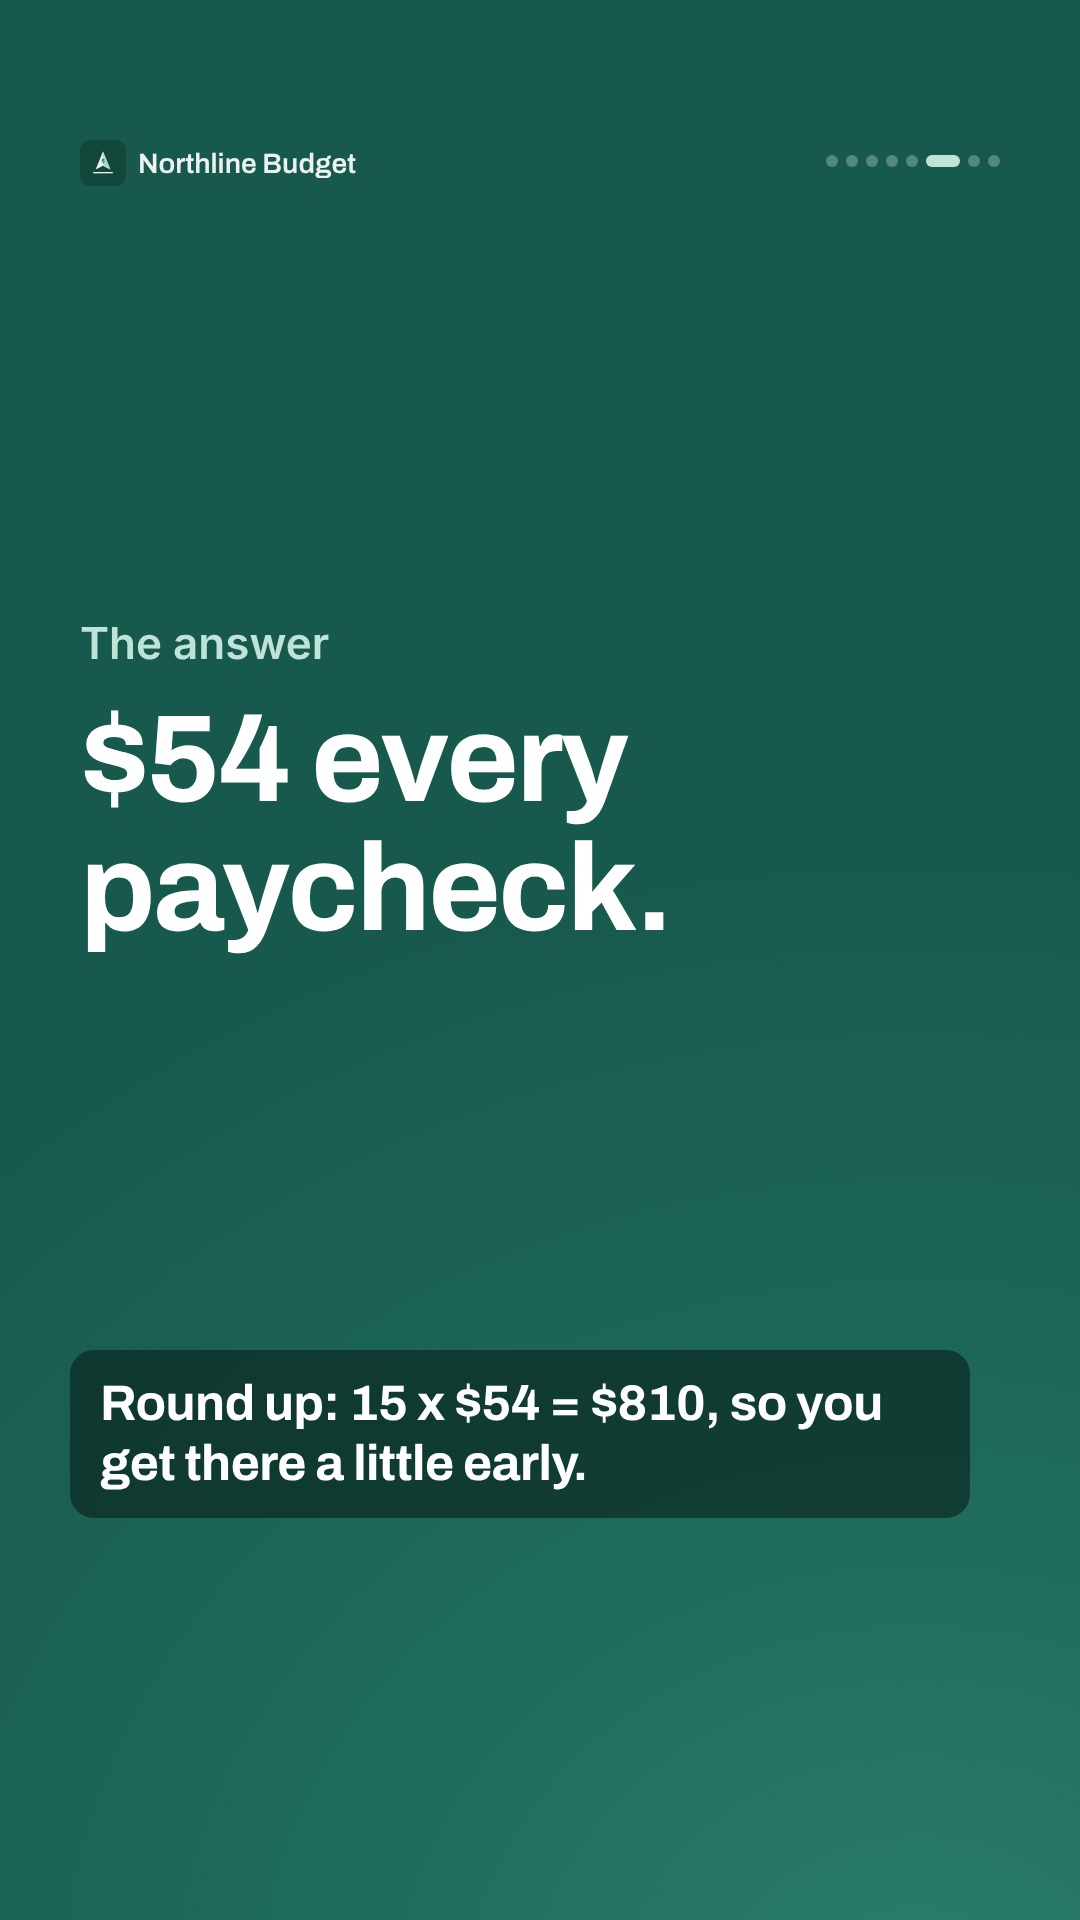 Northline Budget
The answer
$54 every
paycheck.
Round up: 15 x $54 = $810, so you
get there a little early.